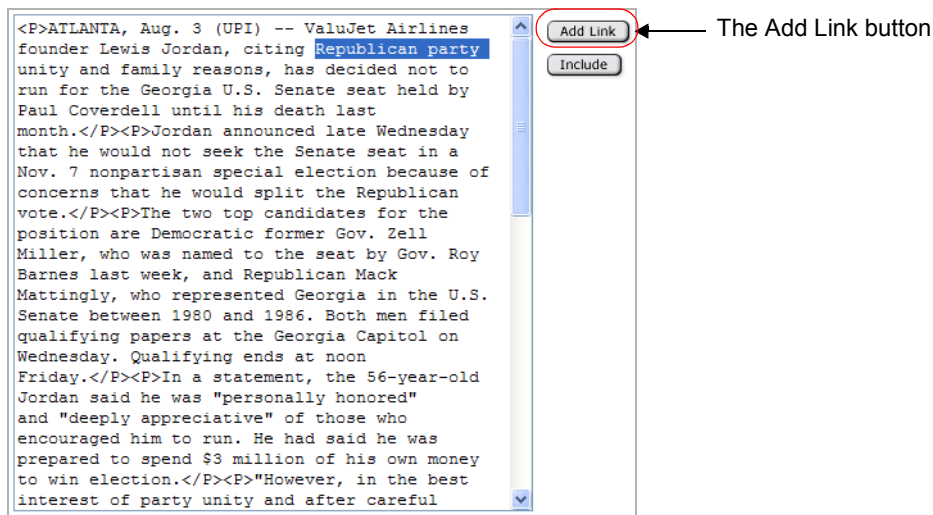 <P>ATLANTA, Aug. 3 (UPI) -- ValuJet Airlines
founder Lewis Jordan, citing Republican party
unity and family reasons, has decided not to
run for the Georgia U.S. Senate seat held by
Paul Coverdell until his death last
month.</P><P>Jordan announced late Wednesday
that he would not seek the Senate seat in a
Nov. 7 nonpartisan special election because of
concerns that he would split the Republican
vote.</P><P>The two top candidates for the
position are Democratic former Gov. Zell
Miller, who was named to the seat by Gov. Roy
Barnes last week, and Republican Mack
Mattingly, who represented Georgia in the U.S.
Senate between 1980 and 1986. Both men filed
qualifying papers at the Georgia Capitol on
Wednesday. Qualifying ends at noon
Friday.</P><P>In a statement, the 56-year-old
Jordan said he was "personally honored"
and "deeply appreciative" of those who
encouraged him to run. He had said he was
prepared to spend $3 million of his own money
to win election.</P><P>"However, in the best
interest of party unity and after careful
Add Link
Include
The Add Link button